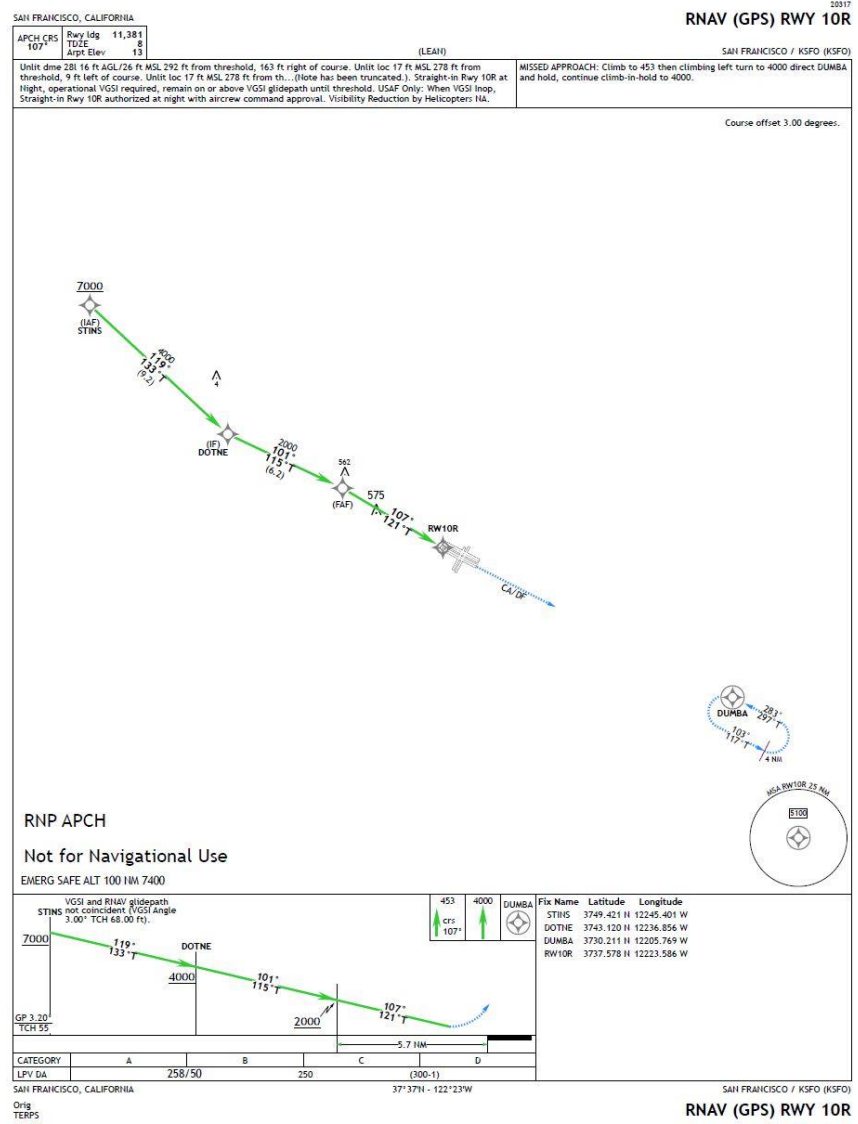 20317
SAN FRANCISCO, CALIFORNIA
RNAV (GPS) RWY 10R
APCH CRS
107°
Rwy ldg 11,381
TDZE 8
Arpt Elev 13
(LEAN)
SAN FRANCISCO / KSFO (KSFO)
Unlit dme 281 16 ft AGL/26 ft MSL 292 ft from threshold, 163 ft right of course. Unlit loc 17 ft MSL 278 ft from
threshold, 9 ft left of course. Unlit loc 17 ft MSL 278 ft from th...(Note has been truncated.). Straight-in Rwy 10R at
Night, operational VGSI required, remain on or above VGSI glidepath until threshold. USAF Only: When VGSI Inop,
Straight-in Rwy 10R authorized at night with aircrew command approval. Visibility Reduction by Helicopters NA.
MISSED APPROACH: Climb to 453 then climbing left turn to 4000 direct DUMBA
and hold, continue climb-in-hold to 4000.
Course offset 3.00 degrees.
7000
(IAF)
STINS
4000
119°
133°T
(9.2)
4
(IF)
DOTNE
2000
101°
115°T
(6.2)
562
(FAF)
575
107°
121°T
RW10R
CA/DF
DUMBA
283°
297°T
103°
117°T
4 NM
MSA RW10R 25 NM
5100
RNP APCH
Not for Navigational Use
EMERG SAFE ALT 100 NM 7400
VGSI and RNAV glidepath
not coincident (VGSI Angle
3.00° TCH 68.00 ft).
STINS
7000
119°
133°T
DOTNE
4000
101°
115°T
2000
107°
121°T
GP 3.20°
TCH 55
5.7 NM
453
crs
107°
4000
DUMBA
Fix Name Latitude Longitude
STINS 3749.421 N 12245.401 W
DOTNE 3743.120 N 12236.856 W
DUMBA 3730.211 N 12205.769 W
RW10R 3737.578 N 12223.586 W
CATEGORY A B C D
LPV DA 258/50 250 (300-1)
SAN FRANCISCO, CALIFORNIA
37°37'N - 122°23'W
SAN FRANCISCO / KSFO (KSFO)
Orig
TERPS
RNAV (GPS) RWY 10R